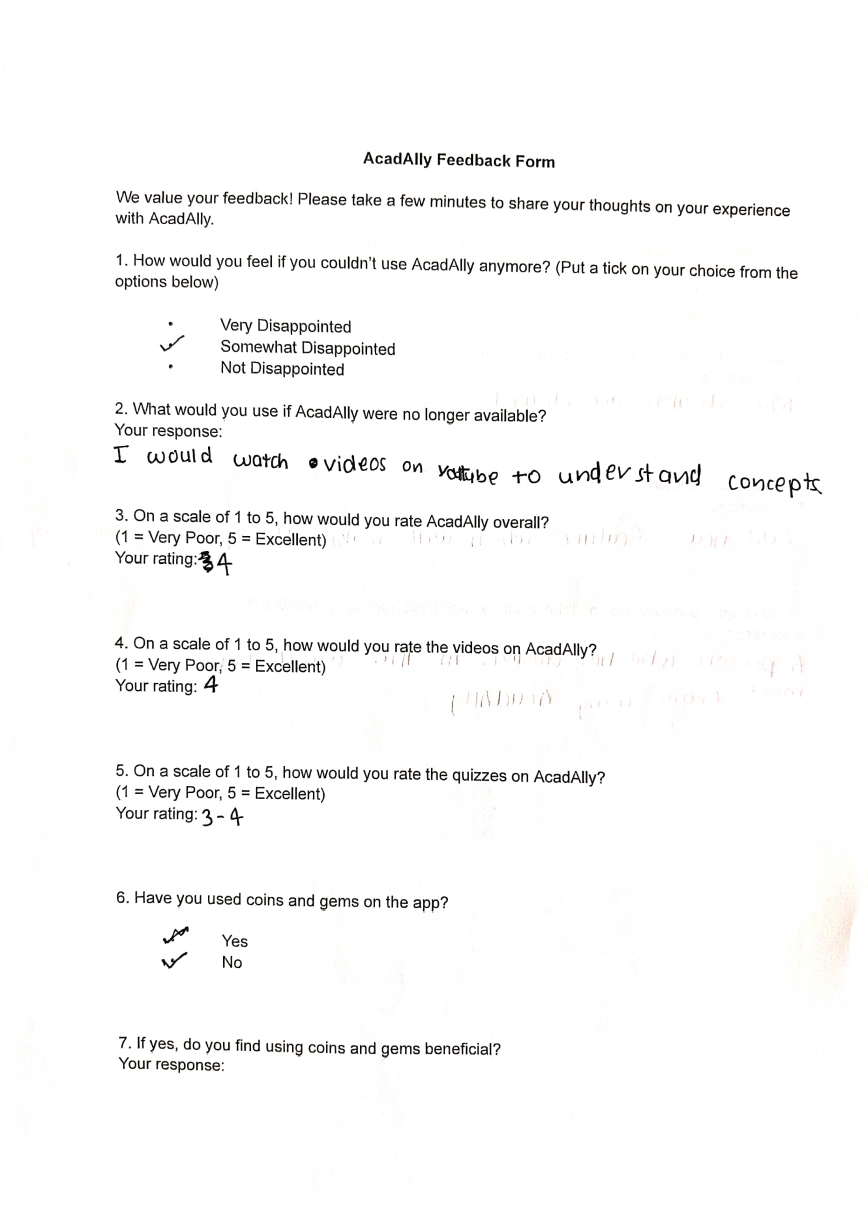 AcadAlly Feedback Form
We value your feedback! Please take a few minutes to share your thoughts on your experience
with AcadAlly.
1. How would you feel if you couldn't use AcadAlly anymore? (Put a tick on your choice from the
options below)
• Very Disappointed
✓ Somewhat Disappointed
• Not Disappointed
2. What would you use if AcadAlly were no longer available?
Your response:
I would watch videos on youtube to understand concepts
3. On a scale of 1 to 5, how would you rate AcadAlly overall?
(1 = Very Poor, 5 = Excellent)
Your rating: 4
4. On a scale of 1 to 5, how would you rate the videos on AcadAlly?
(1 = Very Poor, 5 = Excellent)
Your rating: 4
5. On a scale of 1 to 5, how would you rate the quizzes on AcadAlly?
(1 = Very Poor, 5 = Excellent)
Your rating: 3-4
6. Have you used coins and gems on the app?
Yes
✓ No
7. If yes, do you find using coins and gems beneficial?
Your response: